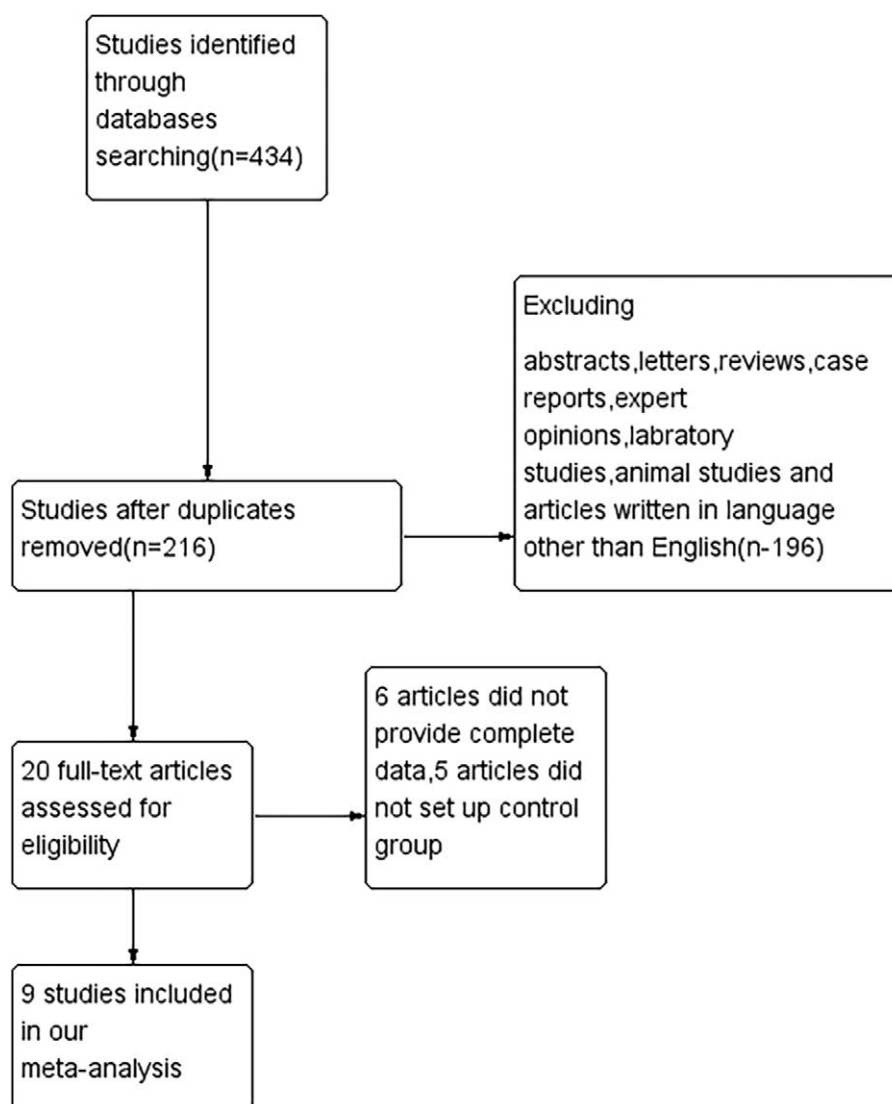 Studies identified
through
databases
searching(n=434)
Excluding
abstracts,letters,reviews,case
reports,expert
opinions,labratory
studies,animal studies and
articles written in language
other than English(n-196)
Studies after duplicates
removed(n=216)
6 articles did not
provide complete
data,5 articles did
not set up control
group
20 full-text articles
assessed for
eligibility
9 studies included
in our
meta-analysis